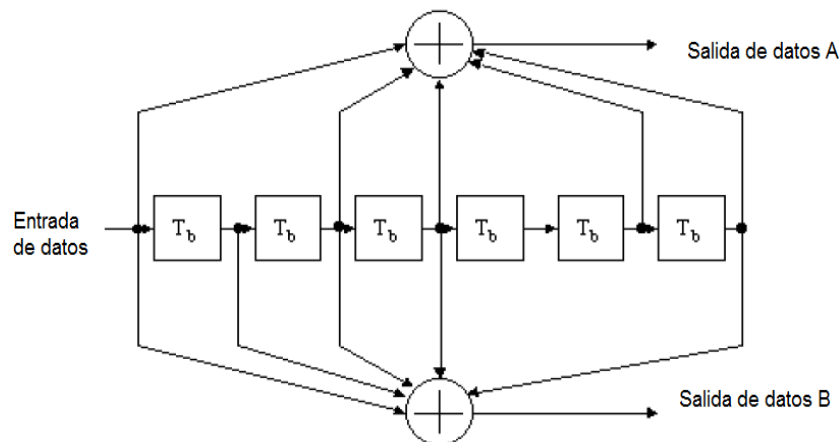 Salida de datos A
Entrada
de datos
T_b
T_b
T_b
T_b
T_b
T_b
Salida de datos B